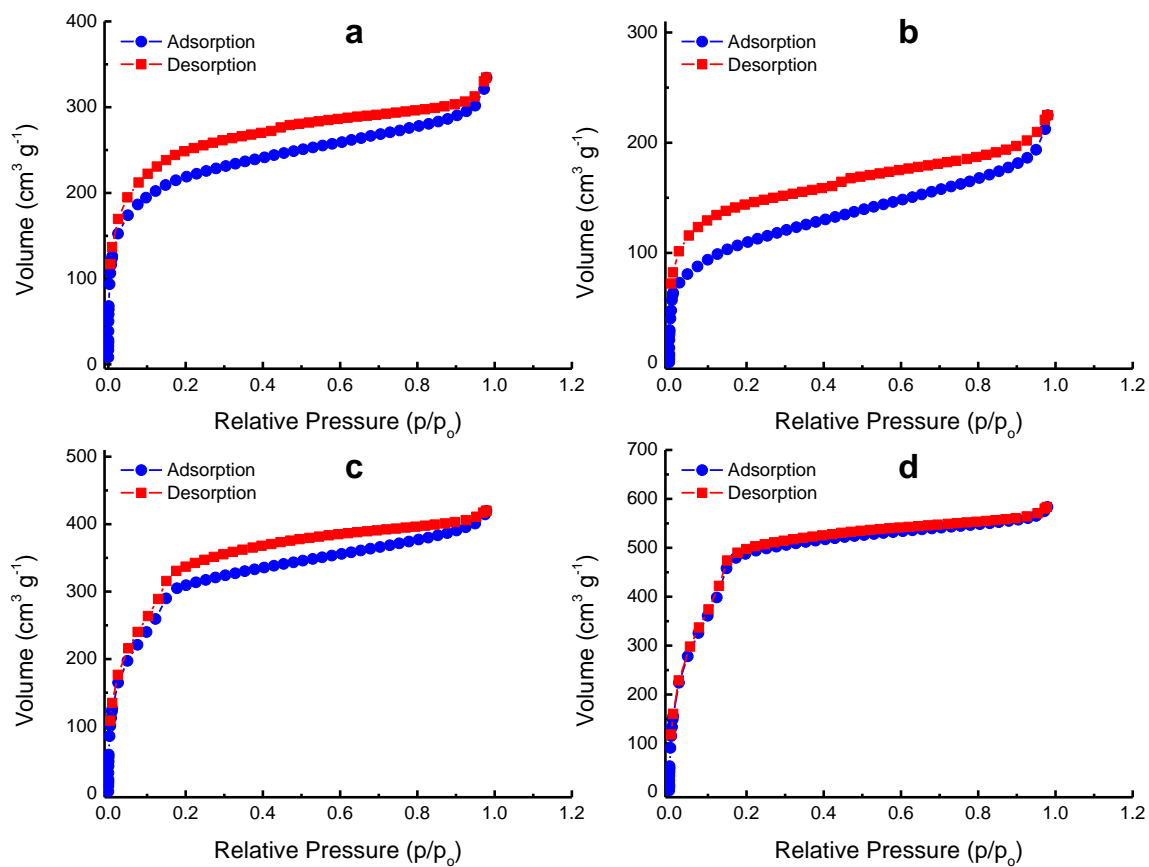 a
Adsorption
Desorption
400
300
200
100
0
Volume (cm³ g⁻¹)
0.0 0.2 0.4 0.6 0.8 1.0 1.2
Relative Pressure (p/pₒ)
b
Adsorption
Desorption
300
200
100
0
Volume (cm³ g⁻¹)
0.0 0.2 0.4 0.6 0.8 1.0 1.2
Relative Pressure (p/pₒ)
c
Adsorption
Desorption
500
400
300
200
100
0
Volume (cm³ g⁻¹)
0.0 0.2 0.4 0.6 0.8 1.0 1.2
Relative Pressure (p/pₒ)
d
Adsorption
Desorption
700
600
500
400
300
200
100
0
Volume (cm³ g⁻¹)
0.0 0.2 0.4 0.6 0.8 1.0 1.2
Relative Pressure (p/pₒ)